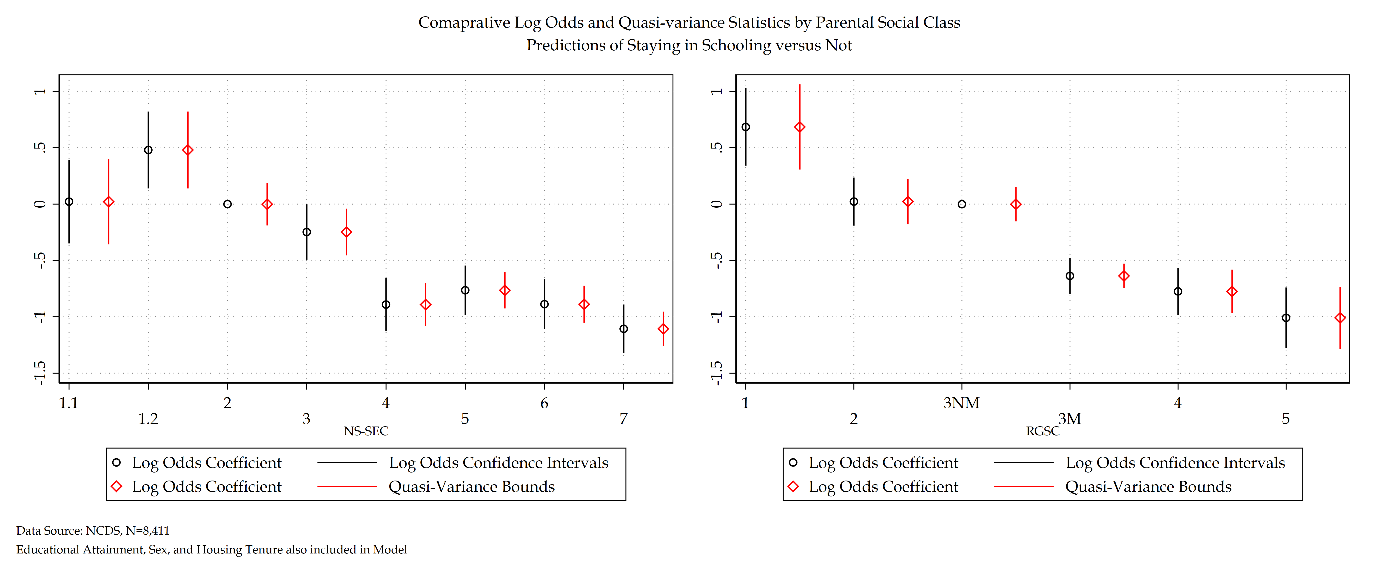 Comaprative Log Odds and Quasi-variance Statistics by Parental Social Class
Predictions of Staying in Schooling versus Not
1
.5
0
-.5
-1
-1.5
1.1
1.2
2
3
4
5
6
7
NS-SEC
Log Odds Coefficient
Log Odds Confidence Intervals
Log Odds Coefficient
Quasi-Variance Bounds
1
.5
0
-.5
-1
-1.5
1
2
3NM
3M
4
5
RGSC
Log Odds Coefficient
Log Odds Confidence Intervals
Log Odds Coefficient
Quasi-Variance Bounds
Data Source: NCDS, N=8,411
Educational Attainment, Sex, and Housing Tenure also included in Model